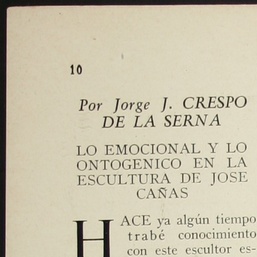 10
Por Jorge J. CRESPO
DE LA SERNA
LO EMOCIONAL Y LO
ONTOGENICO EN LA
ESCULTURA DE JOSE
CAÑAS
HACE ya algún tiempo
trabé conocimiento
con este escultor es-